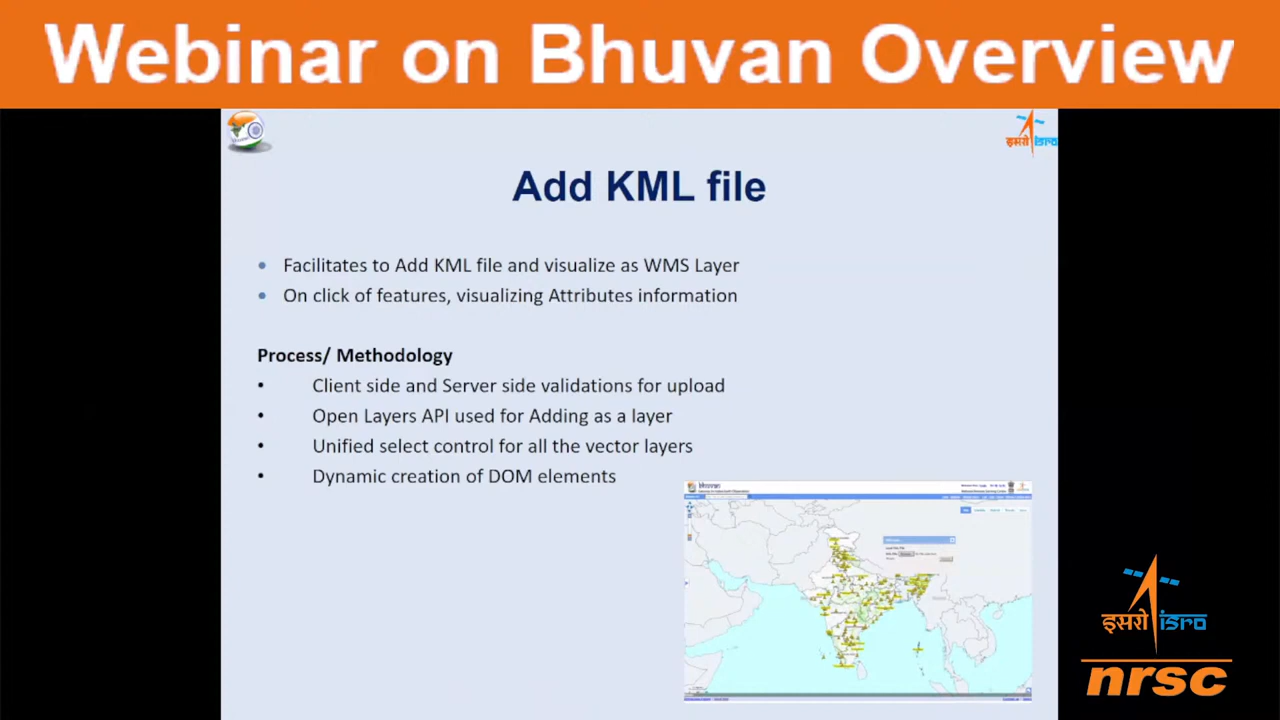 Webinar on Bhuvan Overview
इसरो isro
Add KML file
• Facilitates to Add KML file and visualize as WMS Layer
• On click of features, visualizing Attributes information
Process/ Methodology
• Client side and Server side validations for upload
• Open Layers API used for Adding as a layer
• Unified select control for all the vector layers
• Dynamic creation of DOM elements
इसरो isro
nrsc